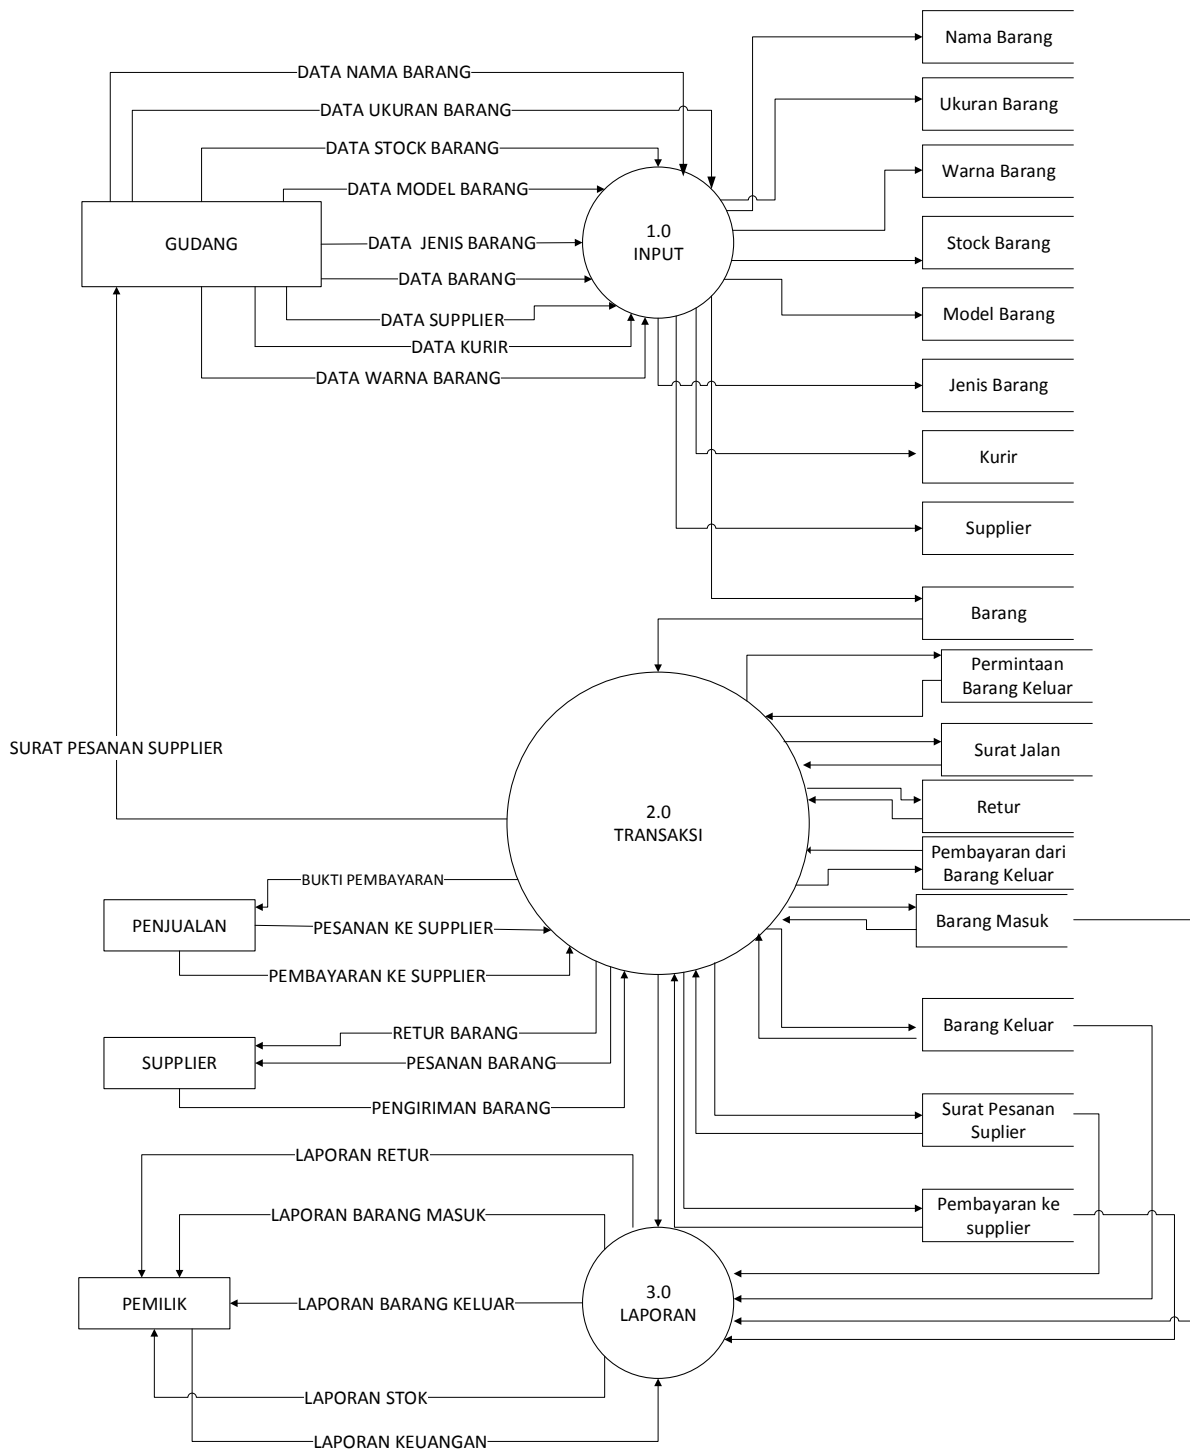 Nama Barang
DATA NAMA BARANG
Ukuran Barang
DATA UKURAN BARANG
DATA STOCK BARANG
Warna Barang
DATA MODEL BARANG
GUDANG
DATA  JENIS BARANG
1.0
INPUT
Stock Barang
DATA BARANG
DATA SUPPLIER
Model Barang
DATA KURIR
DATA WARNA BARANG
Jenis Barang
Kurir
Supplier
Barang
Permintaan
Barang Keluar
SURAT PESANAN SUPPLIER
Surat Jalan
2.0
TRANSAKSI
Retur
Pembayaran dari
Barang Keluar
BUKTI PEMBAYARAN
PENJUALAN
PESANAN KE SUPPLIER
Barang Masuk
PEMBAYARAN KE SUPPLIER
RETUR BARANG
Barang Keluar
SUPPLIER
PESANAN BARANG
PENGIRIMAN BARANG
Surat Pesanan
Suplier
LAPORAN RETUR
LAPORAN BARANG MASUK
Pembayaran ke
supplier
PEMILIK
LAPORAN BARANG KELUAR
3.0
LAPORAN
LAPORAN STOK
LAPORAN KEUANGAN